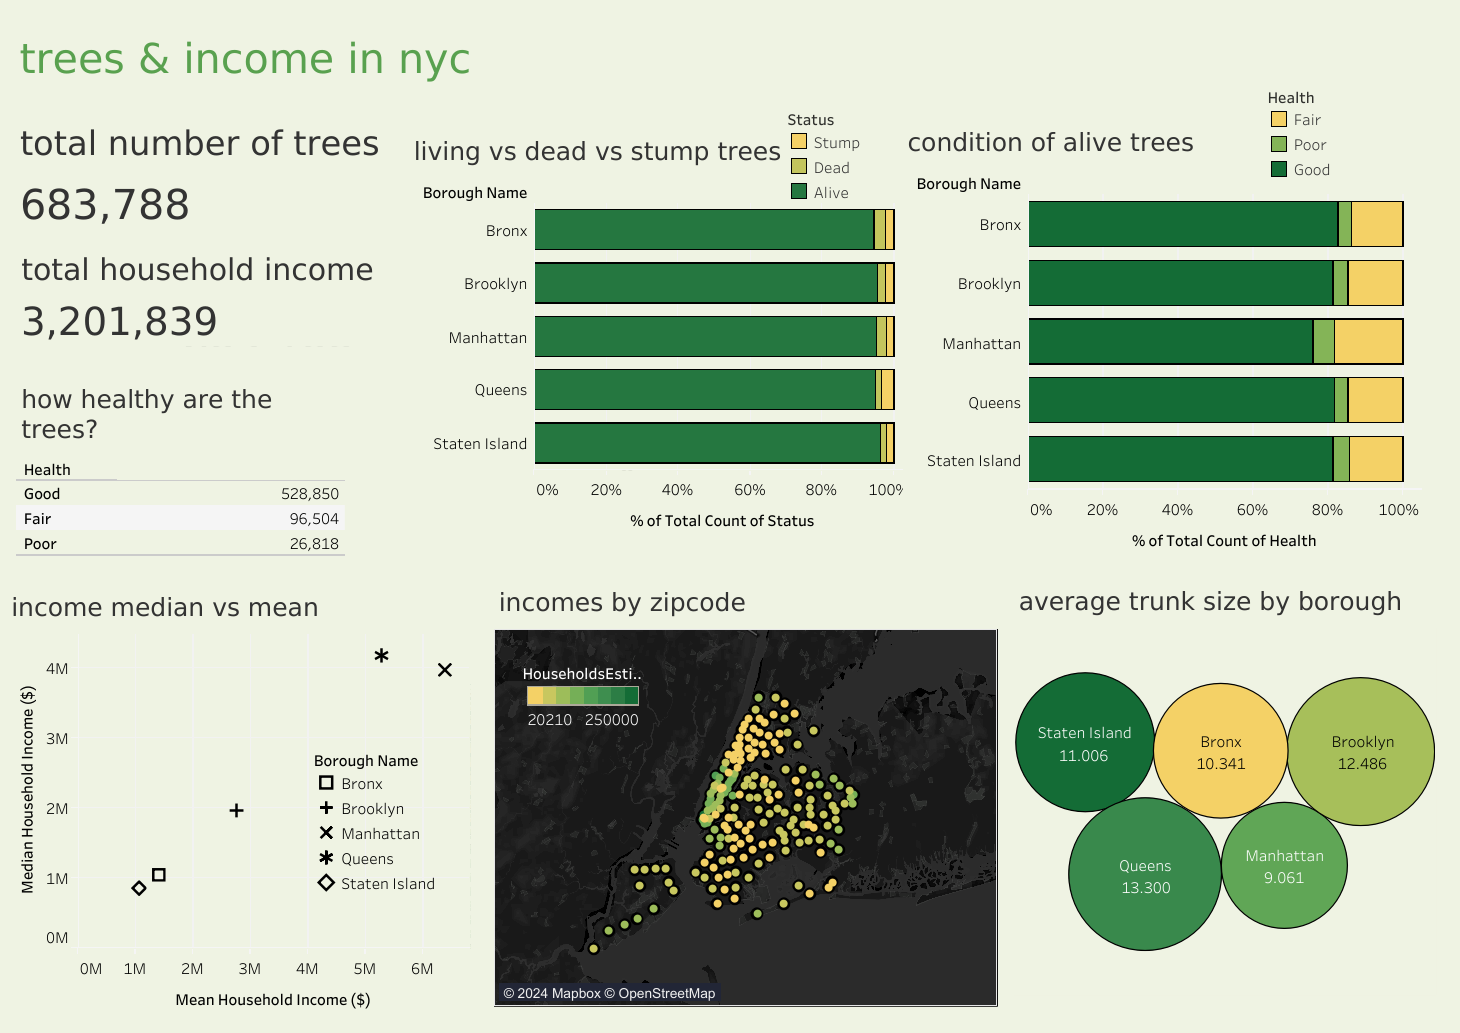 trees & income in nyc
total number of trees
683,788
total household income
3,201,839
how healthy are the
trees?
Health
Good 528,850
Fair 96,504
Poor 26,818
living vs dead vs stump trees
Status
Stump
Dead
Alive
Borough Name
Bronx
Brooklyn
Manhattan
Queens
Staten Island
0% 20% 40% 60% 80% 100%
% of Total Count of Status
condition of alive trees
Health
Fair
Poor
Good
Borough Name
Bronx
Brooklyn
Manhattan
Queens
Staten Island
0% 20% 40% 60% 80% 100%
% of Total Count of Health
income median vs mean
Median Household Income ($)
4M
3M
2M
1M
0M
Borough Name
Bronx
Brooklyn
Manhattan
Queens
Staten Island
0M 1M 2M 3M 4M 5M 6M
Mean Household Income ($)
incomes by zipcode
HouseholdsEsti..
20210 250000
© 2024 Mapbox © OpenStreetMap
average trunk size by borough
Staten Island
11.006
Bronx
10.341
Brooklyn
12.486
Queens
13.300
Manhattan
9.061